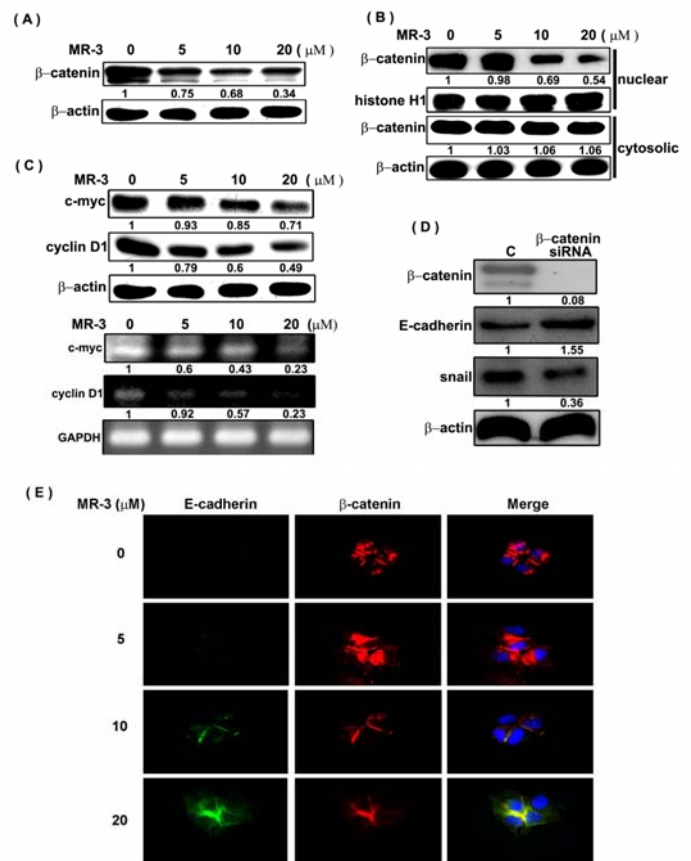 ( A )
MR-3 0 5 10 20 ( μM )
β-catenin
1 0.75 0.68 0.34
β-actin
( B )
MR-3 0 5 10 20 ( μM )
β-catenin
1 0.98 0.69 0.54
nuclear
histone H1
β-catenin
1 1.03 1.06 1.06
cytosolic
β-actin
( C )
MR-3 0 5 10 20 ( μM )
c-myc
1 0.93 0.85 0.71
cyclin D1
1 0.79 0.6 0.49
β-actin
MR-3 0 5 10 20 (μM)
c-myc
1 0.6 0.43 0.23
cyclin D1
1 0.92 0.57 0.23
GAPDH
( D )
C β-catenin siRNA
β-catenin
1 0.08
E-cadherin
1 1.55
snail
1 0.36
β-actin
( E )
MR-3 (μM) E-cadherin β-catenin Merge
0
5
10
20